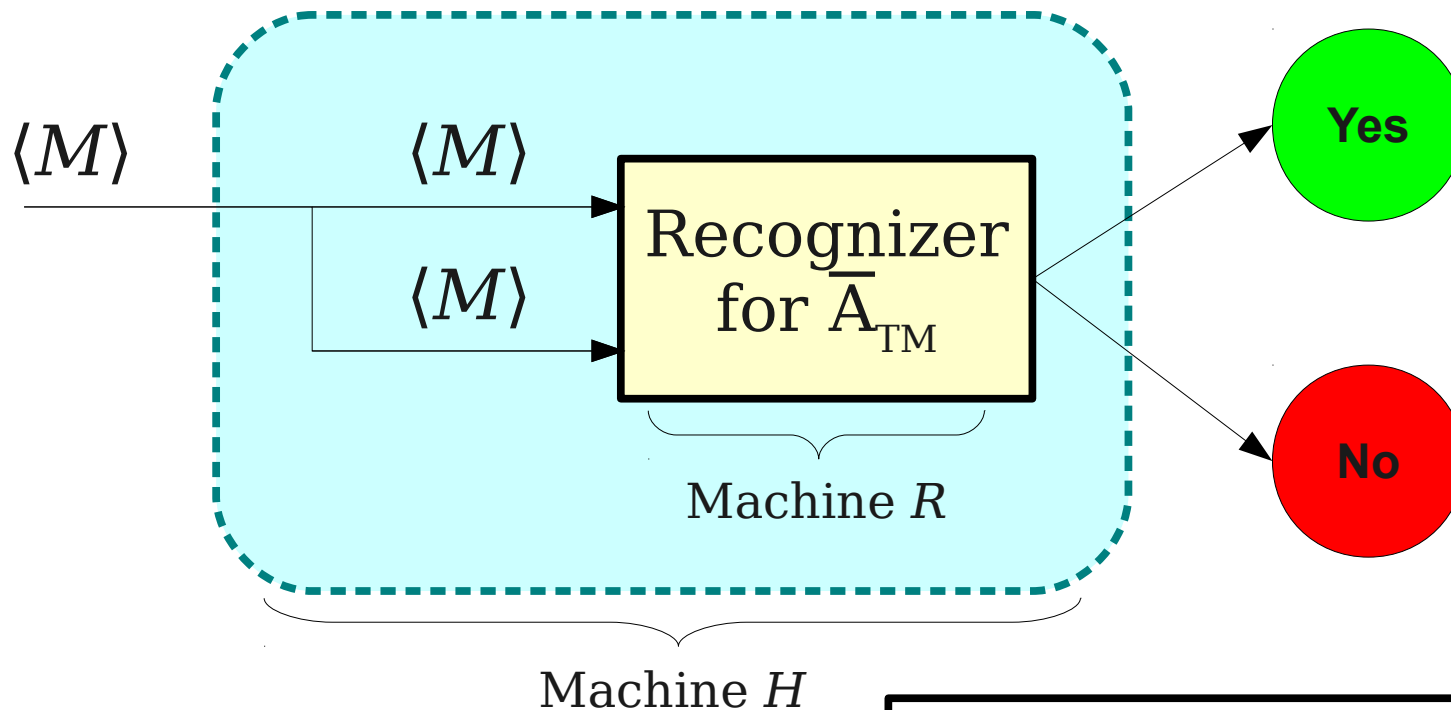 ⟨M⟩
⟨M⟩
Yes
Recognizer
for A̅TM
⟨M⟩
No
Machine R
Machine H